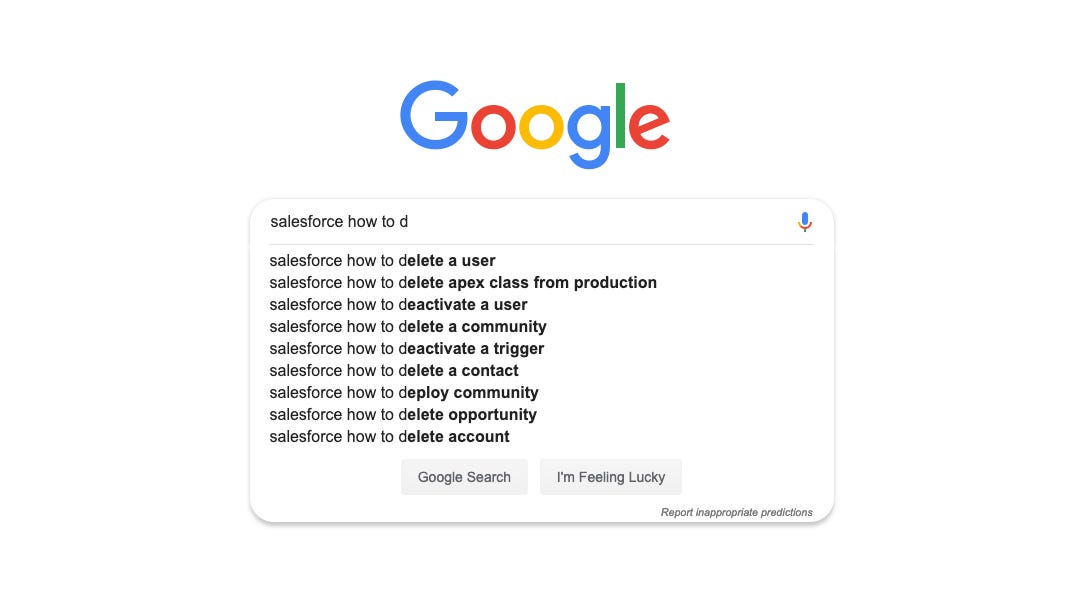 Google
salesforce how to d
salesforce how to delete a user
salesforce how to delete apex class from production
salesforce how to deactivate a user
salesforce how to delete a community
salesforce how to deactivate a trigger
salesforce how to delete a contact
salesforce how to deploy community
salesforce how to delete opportunity
salesforce how to delete account
Google Search I'm Feeling Lucky
Report inappropriate predictions